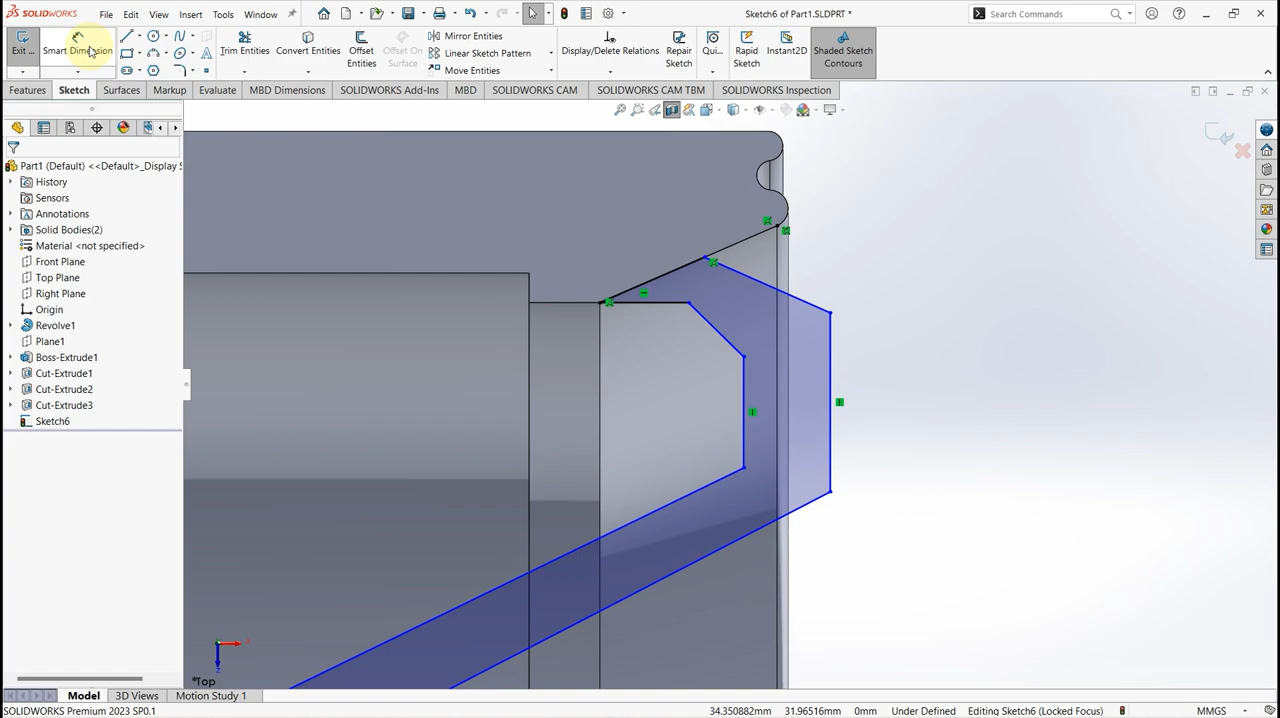 SOLIDWORKS File Edit View Insert Tools Window Sketch6 of Part1.SLDPRT * Search Commands
Exit ... Smart Dimension Trim Entities Convert Entities Offset Entities Offset On Surface Mirror Entities Linear Sketch Pattern Move Entities Display/Delete Relations Repair Sketch Qui... Rapid Sketch Instant2D Shaded Sketch Contours
Features Sketch Surfaces Markup Evaluate MBD Dimensions SOLIDWORKS Add-Ins MBD SOLIDWORKS CAM SOLIDWORKS CAM TBM SOLIDWORKS Inspection
Part1 (Default) <<Default>_Display S
History
Sensors
Annotations
Solid Bodies(2)
Material <not specified>
Front Plane
Top Plane
Right Plane
Origin
Revolve1
Plane1
Boss-Extrude1
Cut-Extrude1
Cut-Extrude2
Cut-Extrude3
Sketch6
*Top
Model 3D Views Motion Study 1
SOLIDWORKS Premium 2023 SP0.1 34.350882mm 31.96516mm 0mm Under Defined Editing Sketch6 (Locked Focus) MMGS